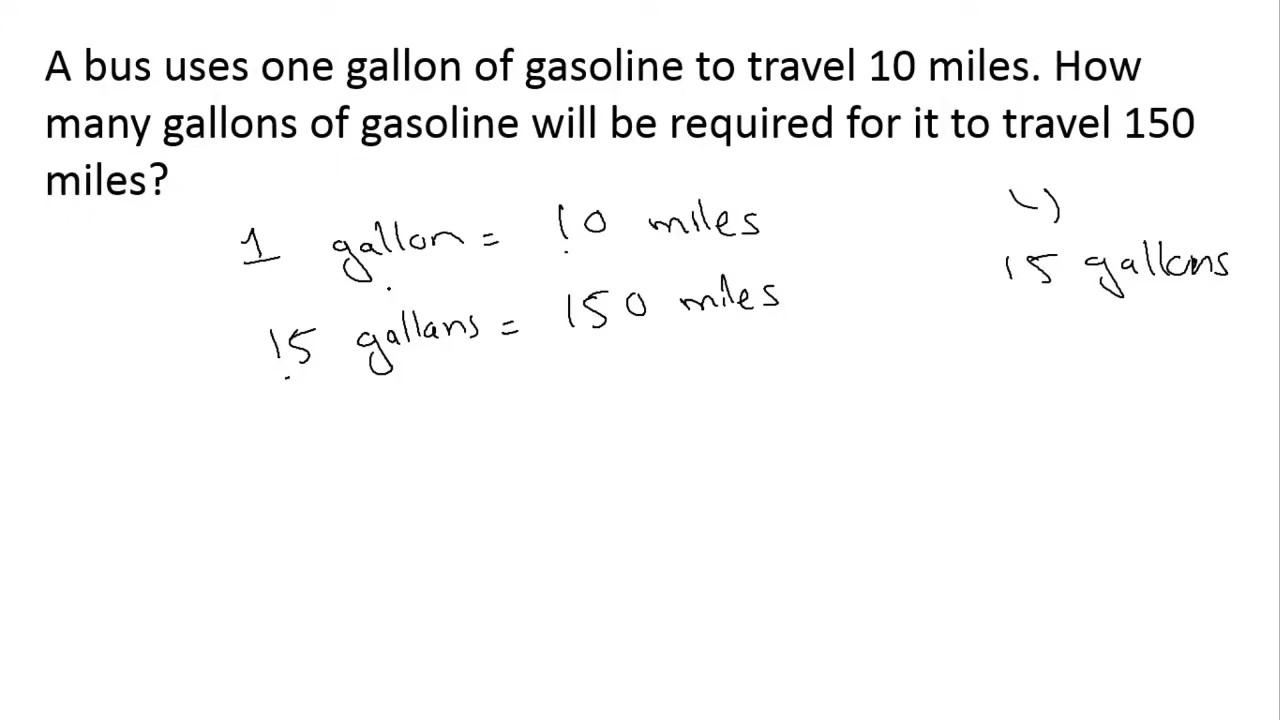 A bus uses one gallon of gasoline to travel 10 miles. How
many gallons of gasoline will be required for it to travel 150
miles?
1 gallon = 10 miles
15 gallans = 150 miles
15 gallons